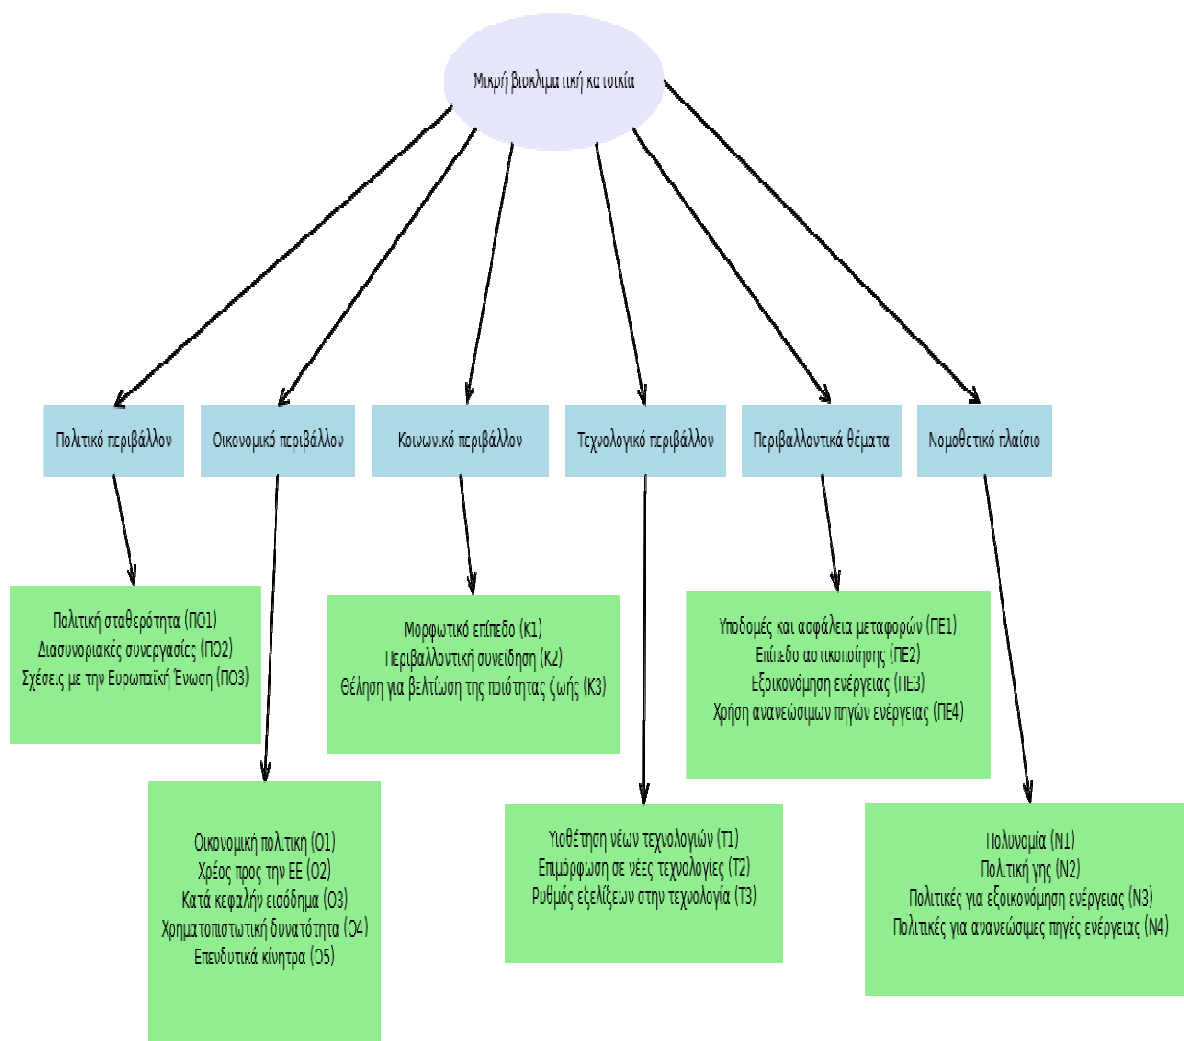 Μικρή βιοκλιματική κατοικία
Πολιτικό περιβάλλον
Οικονομικό περιβάλλον
Κοινωνικό περιβάλλον
Τεχνολογικό περιβάλλον
Περιβαλλοντικά θέματα
Νομοθετικό πλαίσιο
Πολιτική σταθερότητα (ΠΟ1)
Διασυνοριακές συνεργασίες (ΠΟ2)
Σχέσεις με την Ευρωπαϊκή Ένωση (ΠΟ3)
Μορφωτικό επίπεδο (Κ1)
Περιβαλλοντική συνείδηση (Κ2)
Θέληση για βελτίωση της ποιότητας ζωής (Κ3)
Υποδομές και ασφάλεια μεταφορών (ΠΕ1)
Επίπεδο αστικοποίησης (ΠΕ2)
Εξοικονόμηση ενέργειας (ΠΕ3)
Χρήση ανανεώσιμων πηγών ενέργειας (ΠΕ4)
Οικονομική πολιτική (Ο1)
Χρέος προς την ΕΕ (Ο2)
Κατά κεφαλήν εισόδημα (Ο3)
Χρηματοπιστωτική δυνατότητα (Ο4)
Επενδυτικά κίνητρα (Ο5)
Υιοθέτηση νέων τεχνολογιών (Τ1)
Επιμόρφωση σε νέες τεχνολογίες (Τ2)
Ρυθμός εξελίξεων στην τεχνολογία (Τ3)
Πολυνομία (Ν1)
Πολιτική γης (Ν2)
Πολιτικές για εξοικονόμηση ενέργειας (Ν3)
Πολιτικές για ανανεώσιμες πηγές ενέργειας (Ν4)